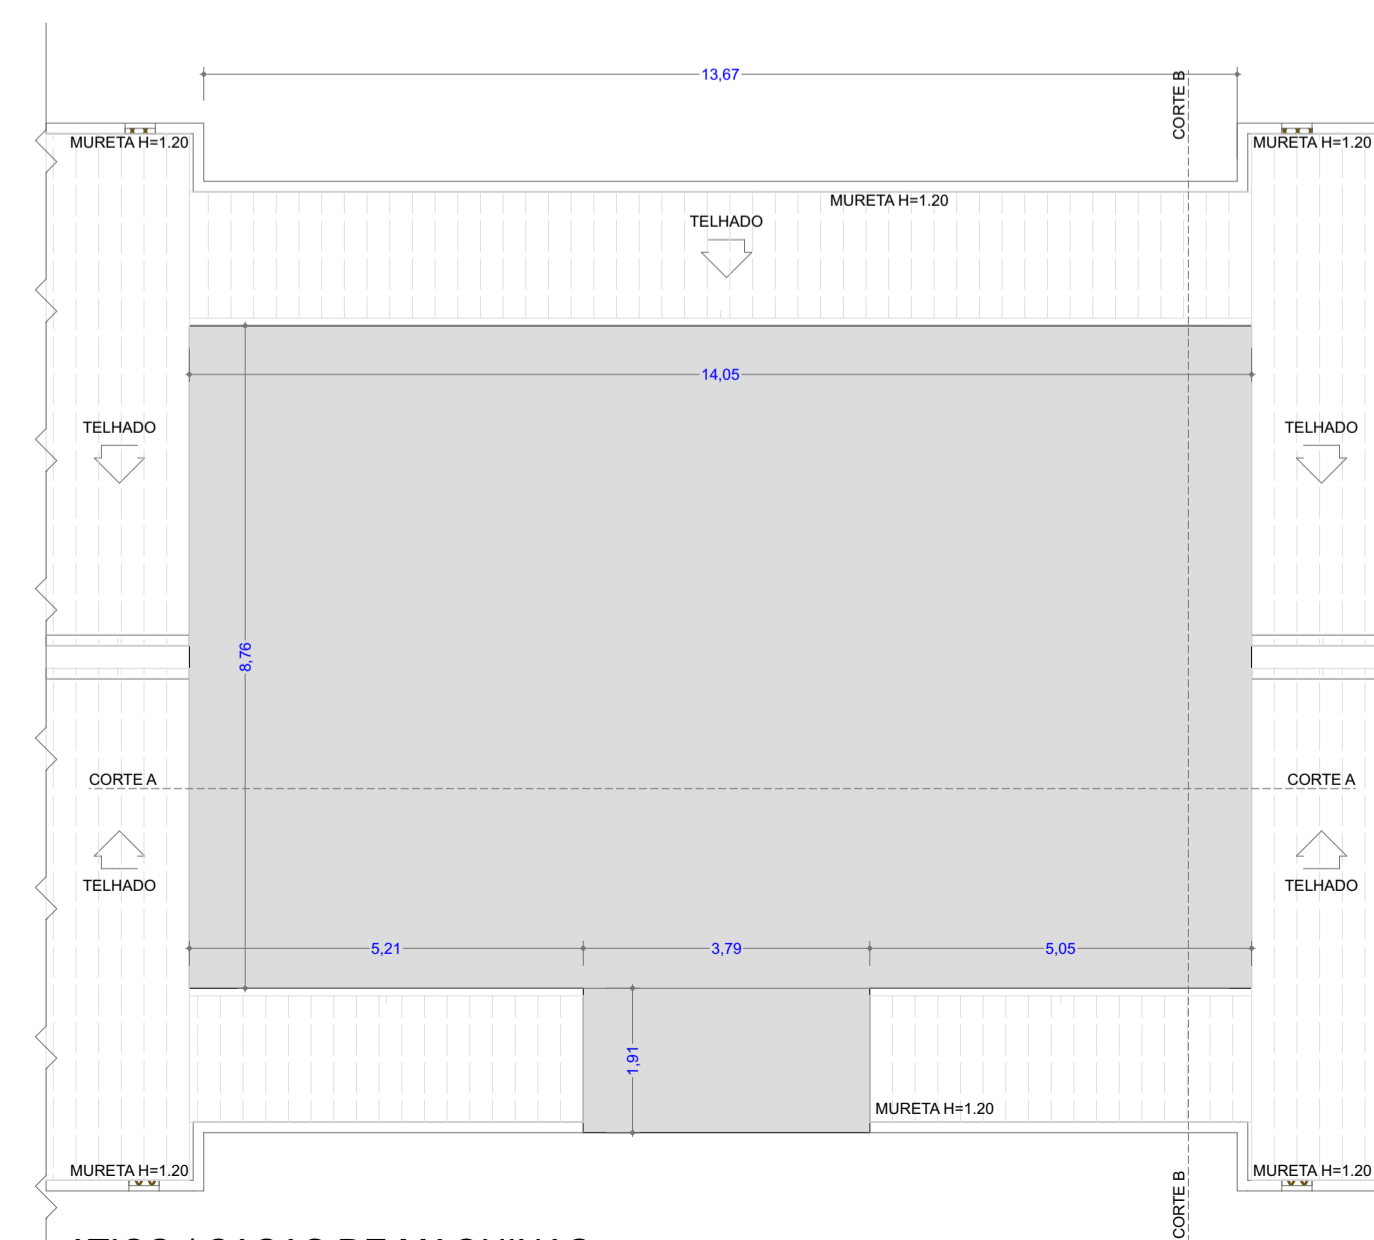 13,67
CORTE B
MURETA H=1.20
MURETA H=1.20
MURETA H=1.20
TELHADO
14,05
TELHADO
TELHADO
8,76
CORTE A
CORTE A
TELHADO
TELHADO
5,21
3,79
5,05
1,91
MURETA H=1.20
MURETA H=1.20
MURETA H=1.20
CORTE B